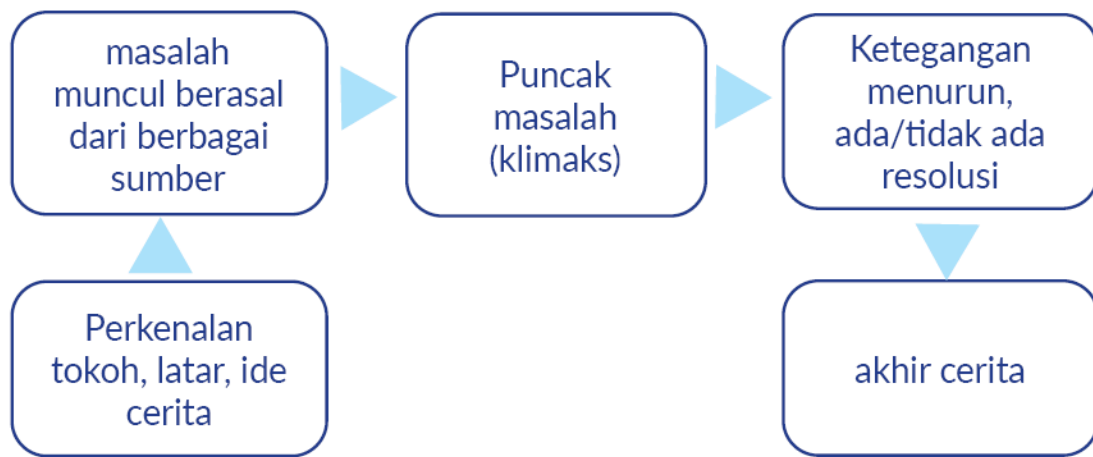 masalah
muncul berasal
dari berbagai
sumber
Puncak
masalah
(klimaks)
Ketegangan
menurun,
ada/tidak ada
resolusi
Perkenalan
tokoh, latar, ide
cerita
akhir cerita